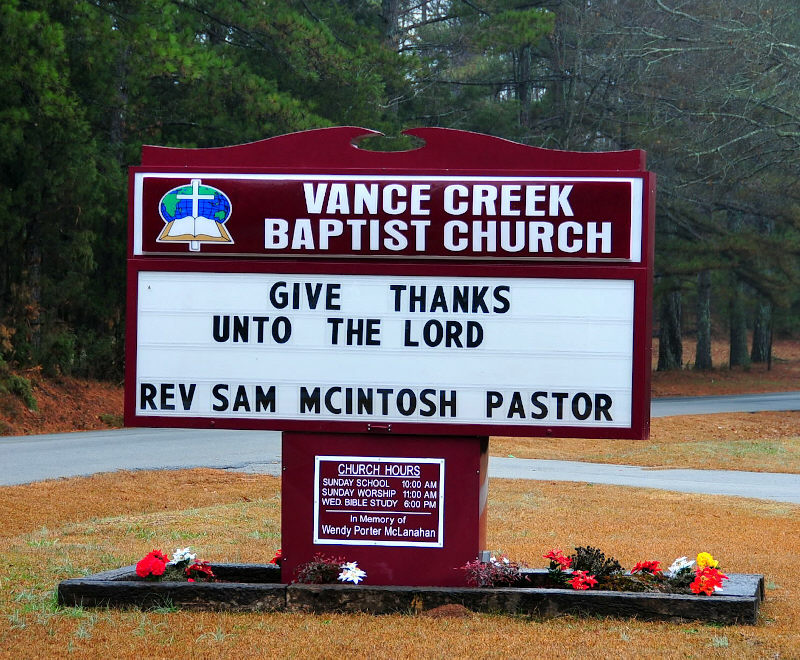 VANCE CREEK
BAPTIST CHURCH
GIVE THANKS
UNTO THE LORD
REV SAM MCINTOSH PASTOR
CHURCH HOURS
SUNDAY SCHOOL 10:00 AM
SUNDAY WORSHIP 11:00 AM
WED. BIBLE STUDY 6:00 PM
In Memory of
Wendy Porter McLanahan